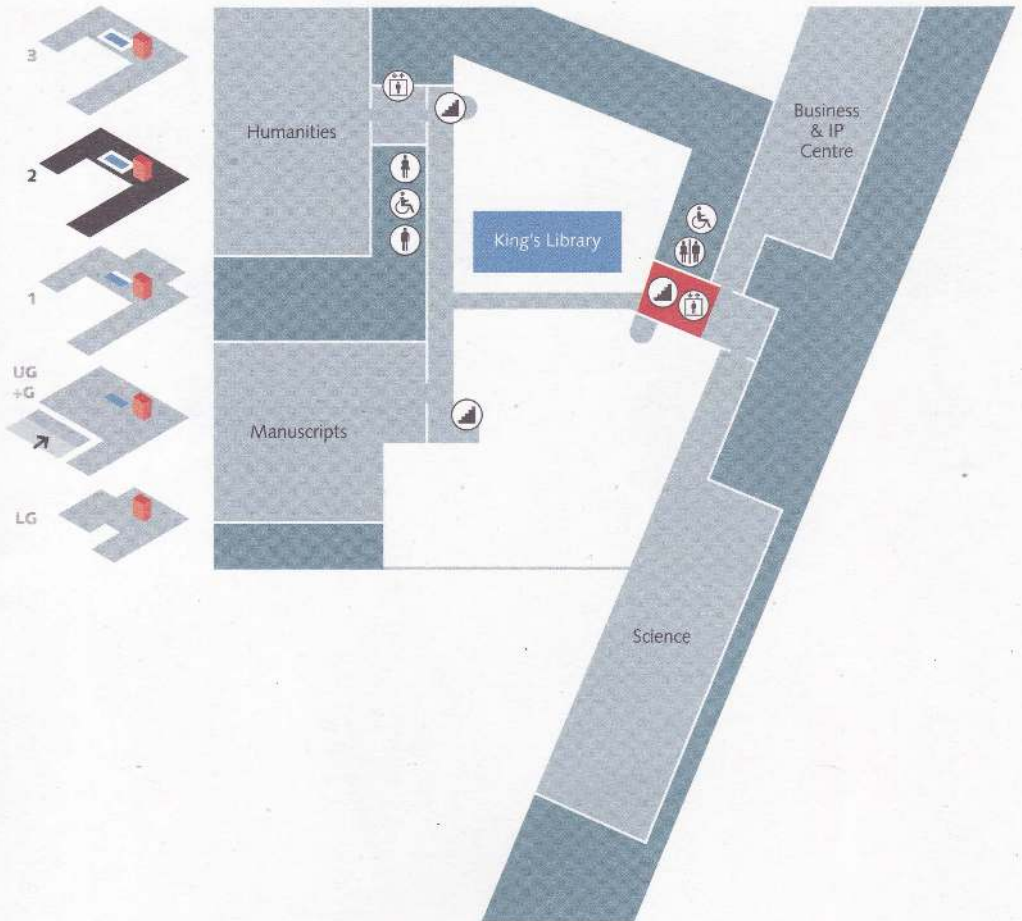 3
2
1
UG
+G
LG
Humanities
Business
& IP
Centre
King's Library
Manuscripts
Science